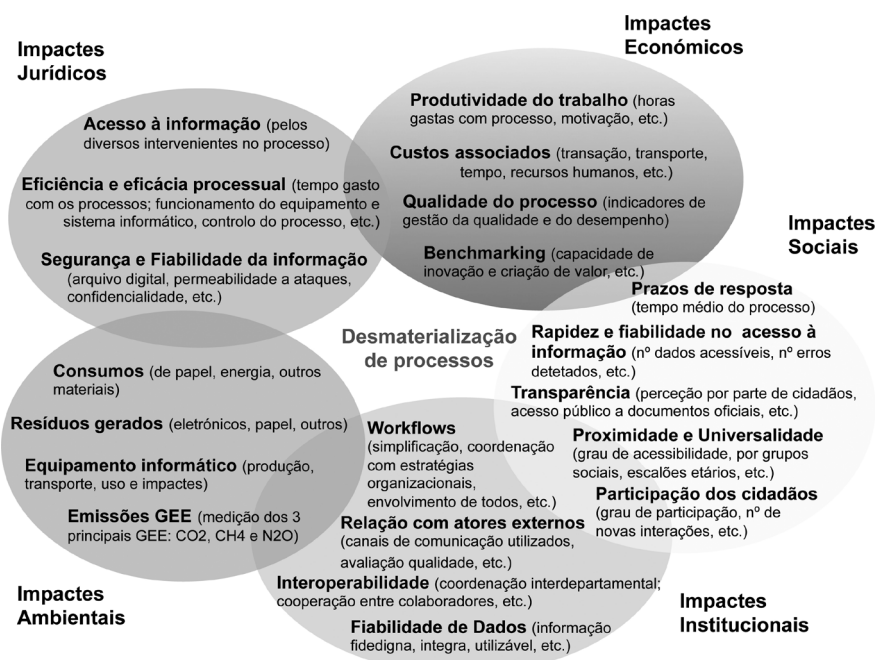 Impactes
Jurídicos
Acesso à informação (pelos
diversos intervenientes no processo)
Eficiência e eficácia processual (tempo gasto
com os processos; funcionamento do equipamento e
sistema informático, controlo do processo, etc.)
Segurança e Fiabilidade da informação
(arquivo digital, permeabilidade a ataques,
confidencialidade, etc.)
Impactes
Económicos
Produtividade do trabalho (horas
gastas com processo, motivação, etc.)
Custos associados (transação, transporte,
tempo, recursos humanos, etc.)
Qualidade do processo (indicadores de
gestão da qualidade e do desempenho)
Benchmarking (capacidade de
inovação e criação de valor, etc.)
Impactes
Sociais
Prazos de resposta
(tempo médio do processo)
Rapidez e fiabilidade no acesso à
informação (nº dados acessíveis, nº erros
detetados, etc.)
Transparência (perceção por parte de cidadãos,
acesso público a documentos oficiais, etc.)
Proximidade e Universalidade
(grau de acessibilidade, por grupos
sociais, escalões etários, etc.)
Participação dos cidadãos
(grau de participação, nº de
novas interações, etc.)
Desmaterialização
de processos
Consumos (de papel, energia, outros
materiais)
Resíduos gerados (eletrónicos, papel, outros)
Equipamento informático (produção,
transporte, uso e impactes)
Emissões GEE (medição dos 3
principais GEE: CO2, CH4 e N2O)
Impactes
Ambientais
Workflows
(simplificação, coordenação
com estratégias
organizacionais,
envolvimento de todos, etc.)
Relação com atores externos
(canais de comunicação utilizados,
avaliação qualidade, etc.)
Interoperabilidade (coordenação interdepartamental;
cooperação entre colaboradores, etc.)
Fiabilidade de Dados (informação
fidedigna, integra, utilizável, etc.)
Impactes
Institucionais